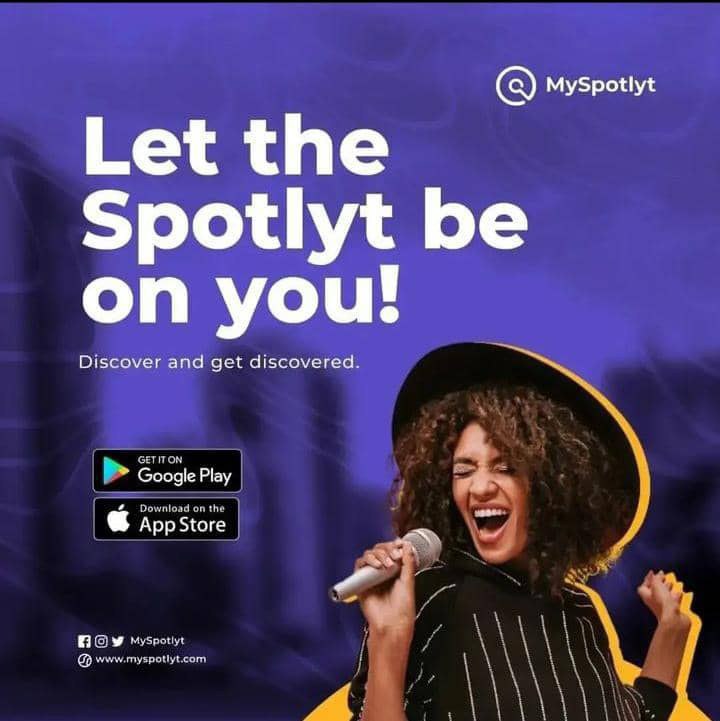 MySpotlyt
Let the
Spotlyt be
on you!
Discover and get discovered.
GET IT ON
Google Play
Download on the
App Store
MySpotlyt
www.myspotlyt.com